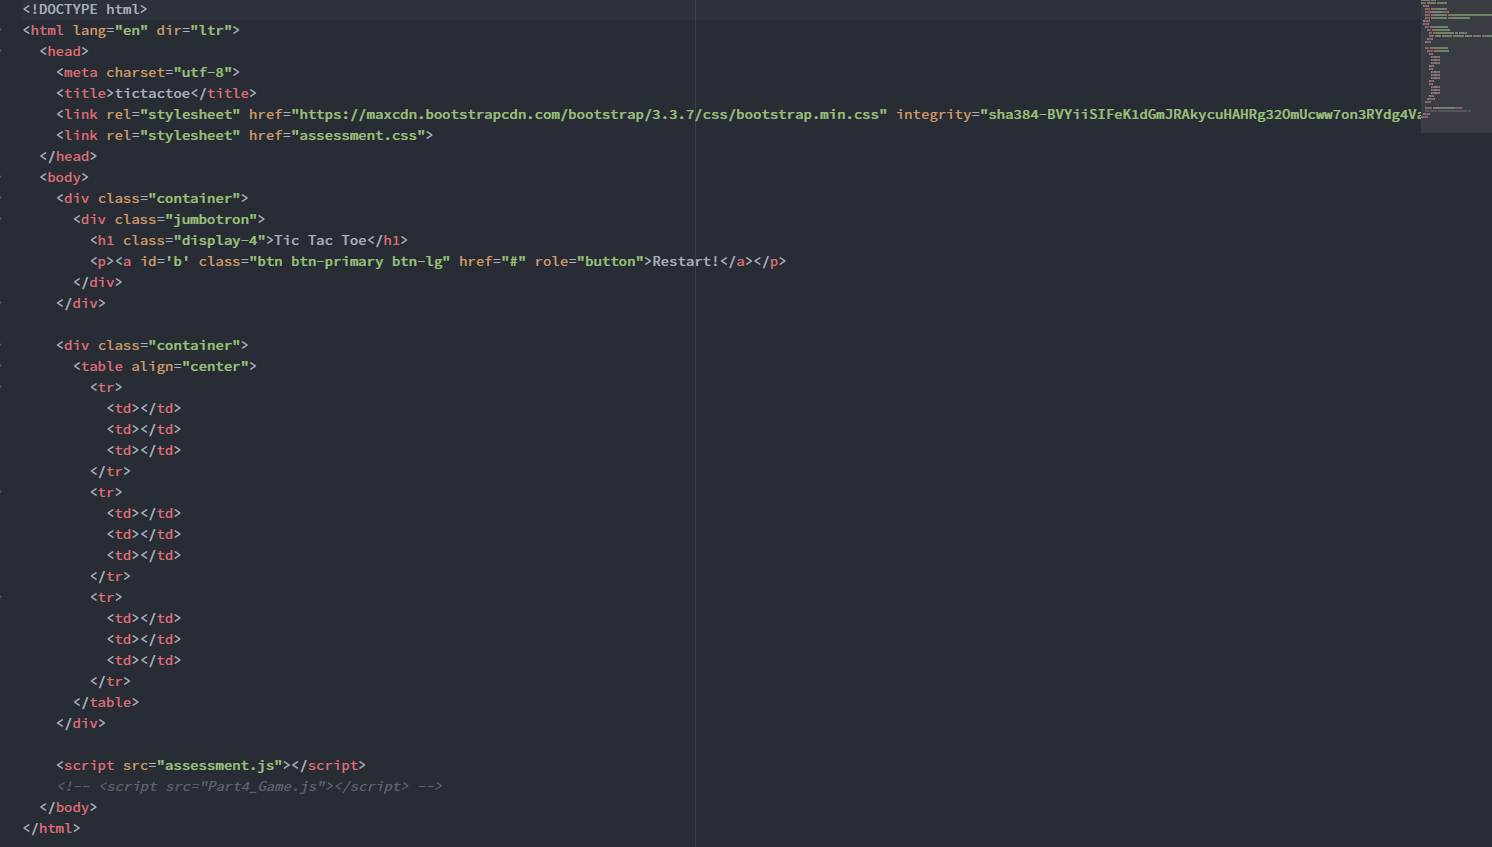 <!DOCTYPE html>
<html lang="en" dir="ltr">
<head>
<meta charset="utf-8">
<title>tictactoe</title>
<link rel="stylesheet" href="https://maxcdn.bootstrapcdn.com/bootstrap/3.3.7/css/bootstrap.min.css" integrity="sha384-BVYiiSIFeK1dGmJRAkycuHAHRg32OmUcww7on3RYdg4Va
<link rel="stylesheet" href="assessment.css">
</head>
<body>
<div class="container">
<div class="jumbotron">
<h1 class="display-4">Tic Tac Toe</h1>
<p><a id='b' class="btn btn-primary btn-lg" href="#" role="button">Restart!</a></p>
</div>
</div>
<div class="container">
<table align="center">
<tr>
<td></td>
<td></td>
<td></td>
</tr>
<tr>
<td></td>
<td></td>
<td></td>
</tr>
<tr>
<td></td>
<td></td>
<td></td>
</tr>
</table>
</div>
<script src="assessment.js"></script>
<!-- <script src="Part4_Game.js"></script> -->
</body>
</html>